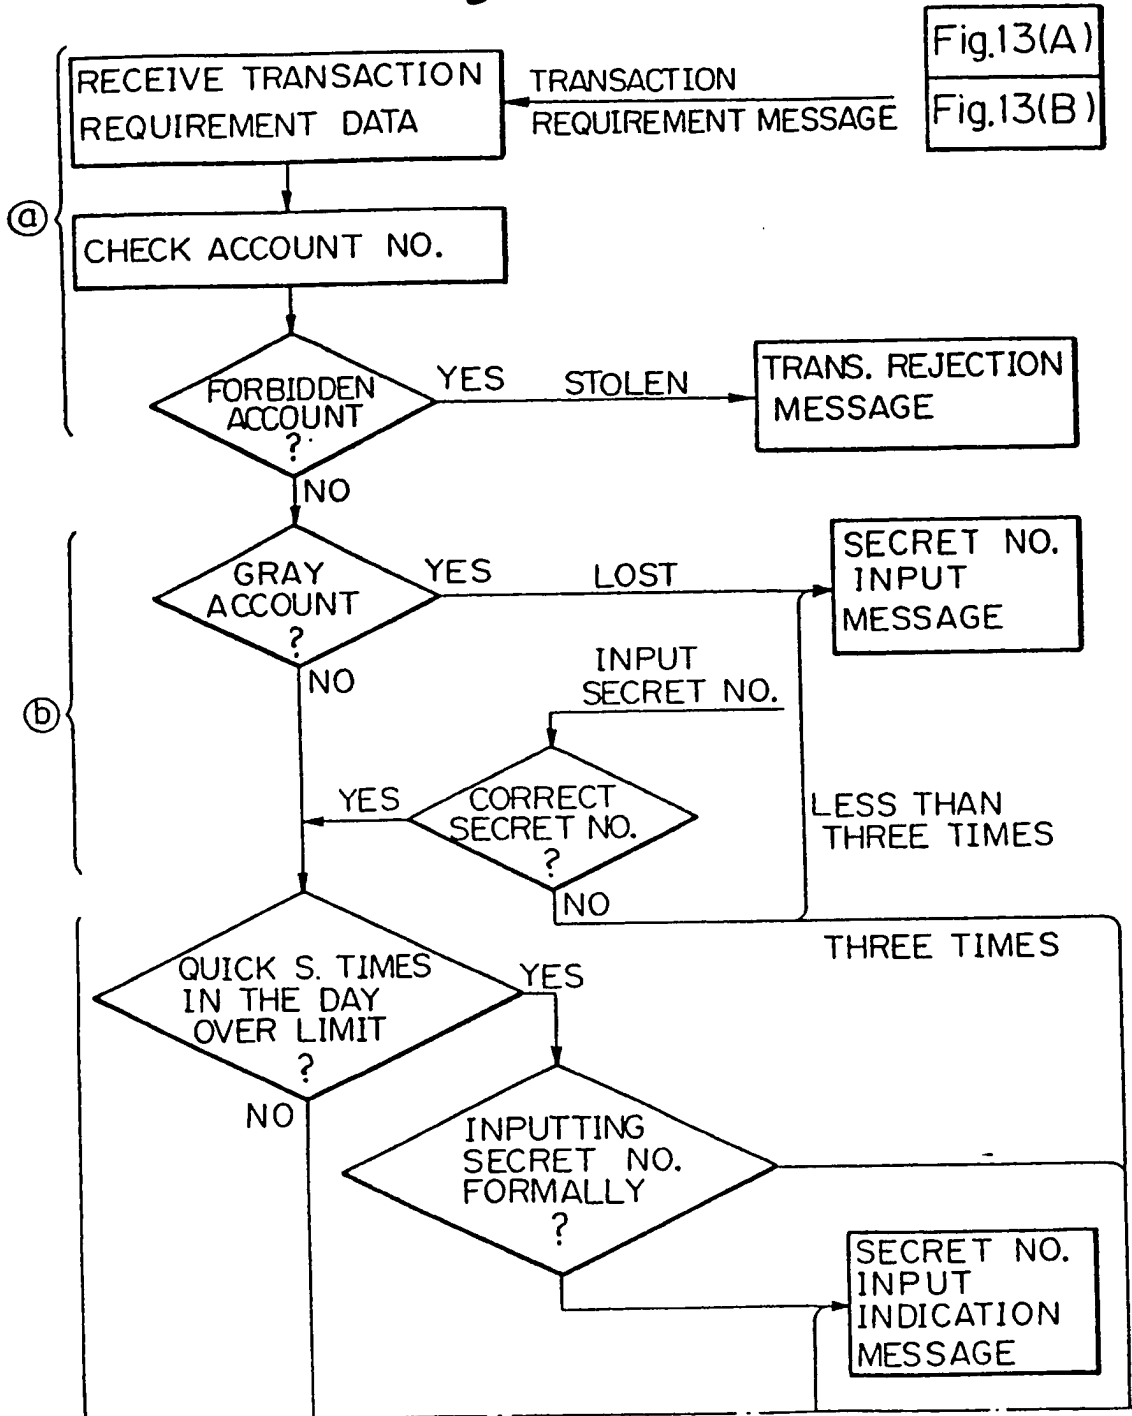 Fig.13(A)
Fig.13(B)
RECEIVE TRANSACTION
REQUIREMENT DATA
TRANSACTION
REQUIREMENT MESSAGE
ⓐ
CHECK ACCOUNT NO.
FORBIDDEN
ACCOUNT
?
YES
STOLEN
TRANS. REJECTION
MESSAGE
NO
GRAY
ACCOUNT
?
YES
LOST
SECRET NO.
INPUT
MESSAGE
NO
INPUT
SECRET NO.
ⓑ
YES
CORRECT
SECRET NO.
?
LESS THAN
THREE TIMES
NO
THREE TIMES
QUICK S. TIMES
IN THE DAY
OVER LIMIT
?
YES
NO
INPUTTING
SECRET NO.
FORMALLY
?
SECRET NO.
INPUT
INDICATION
MESSAGE